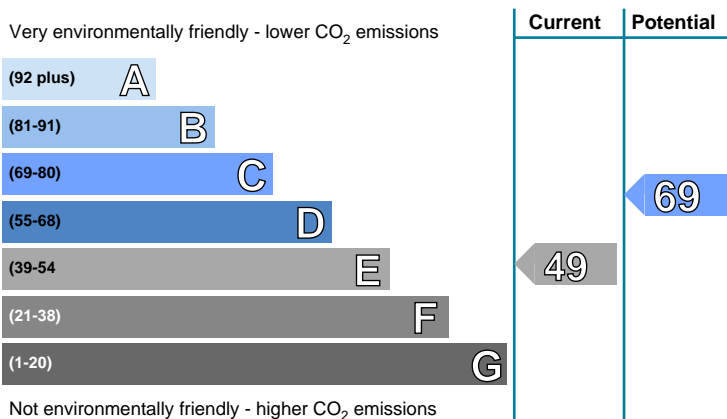 Current Potential
Very environmentally friendly - lower CO2 emissions
(92 plus) A
(81-91) B
(69-80) C
69
(55-68) D
(39-54 E
49
(21-38) F
(1-20) G
Not environmentally friendly - higher CO2 emissions